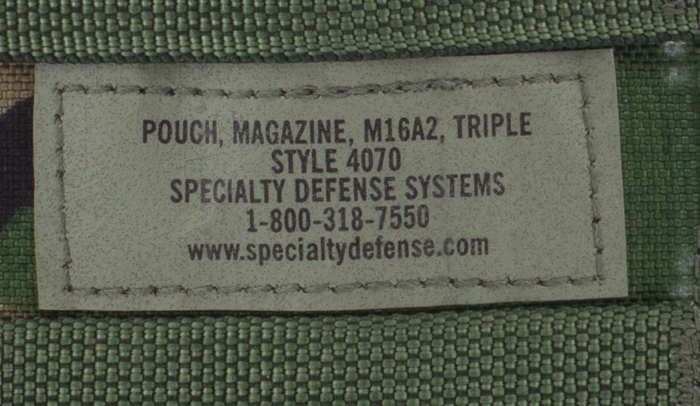 POUCH, MAGAZINE, M16A2, TRIPLE
STYLE 4070
SPECIALTY DEFENSE SYSTEMS
1-800-318-7550
www.specialtydefense.com